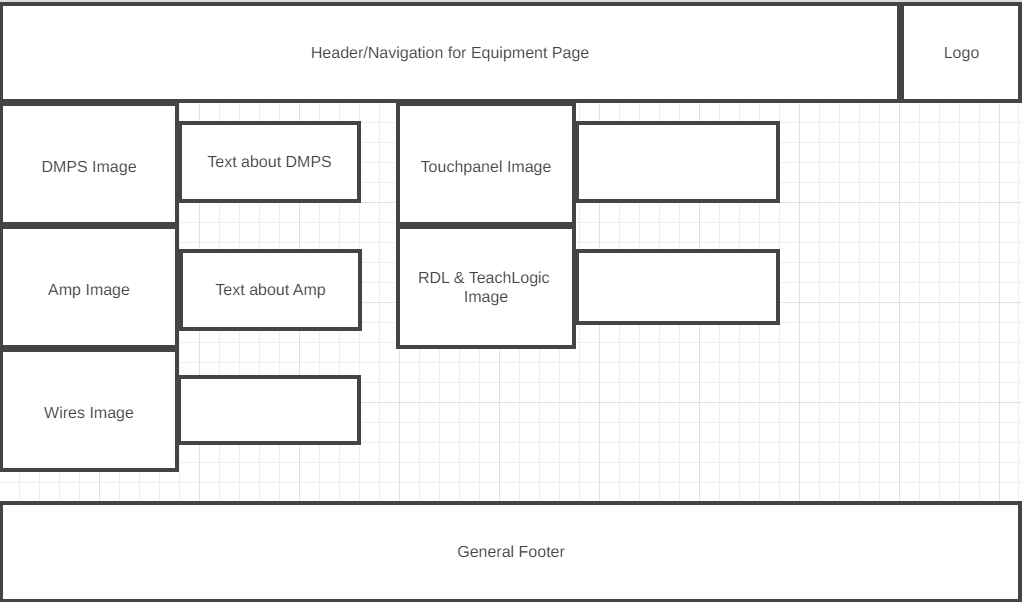 Header/Navigation for Equipment Page
Logo
DMPS Image
Text about DMPS
Touchpanel Image
Amp Image
Text about Amp
RDL & TeachLogic
Image
Wires Image
General Footer